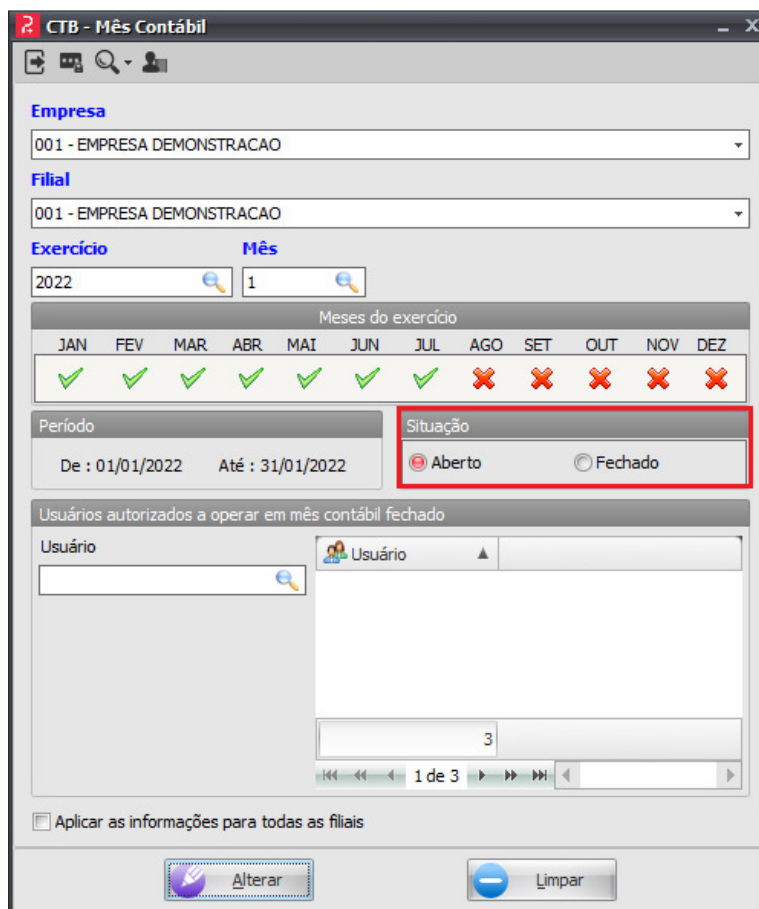 CTB - Mês Contábil
Empresa
001 - EMPRESA DEMONSTRACAO
Filial
001 - EMPRESA DEMONSTRACAO
Exercício Mês
2022 1
Meses do exercício
JAN FEV MAR ABR MAI JUN JUL AGO SET OUT NOV DEZ
Período Situação
De : 01/01/2022 Até : 31/01/2022 Aberto Fechado
Usuários autorizados a operar em mês contábil fechado
Usuário Usuário
3
1 de 3
Aplicar as informações para todas as filiais
Alterar Limpar